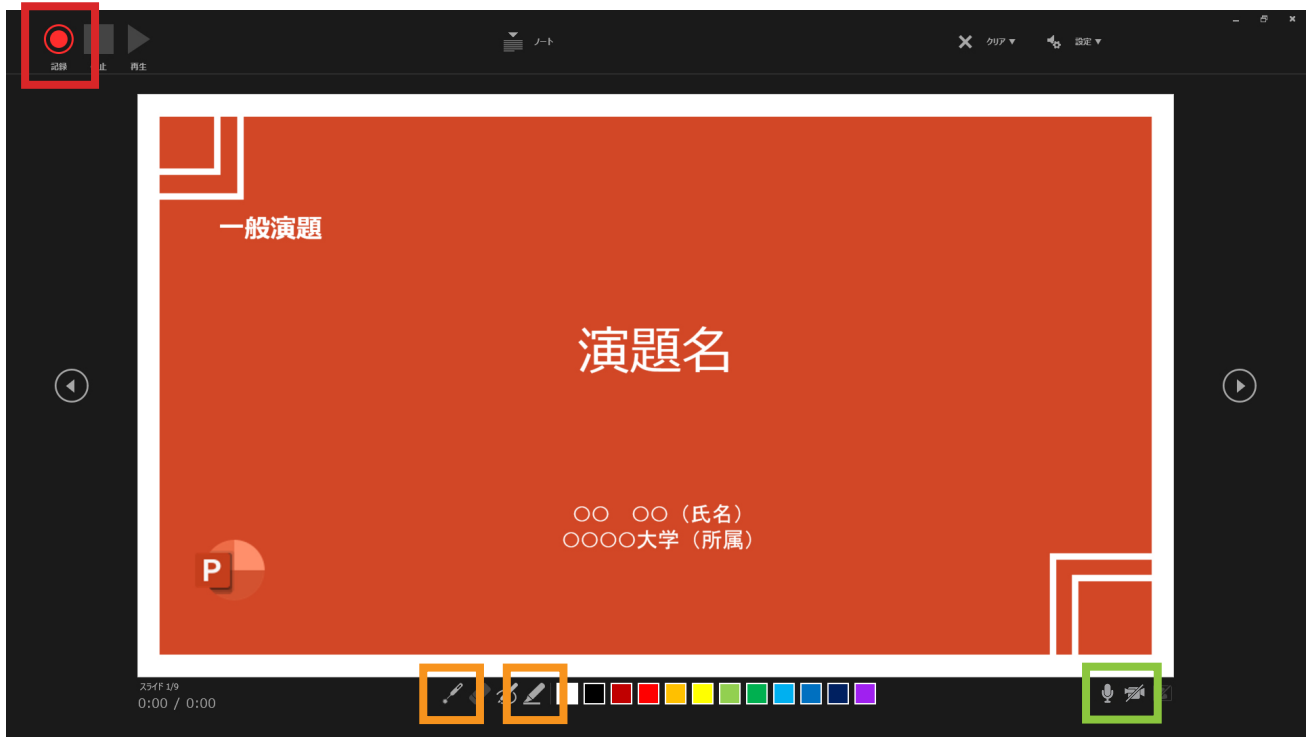 記録
止
再生
ノート
クリア▼
設定▼
一般演題
演題名
○○　○○（氏名）
○○○○大学（所属）
P
スライド 1/9
0:00 / 0:00